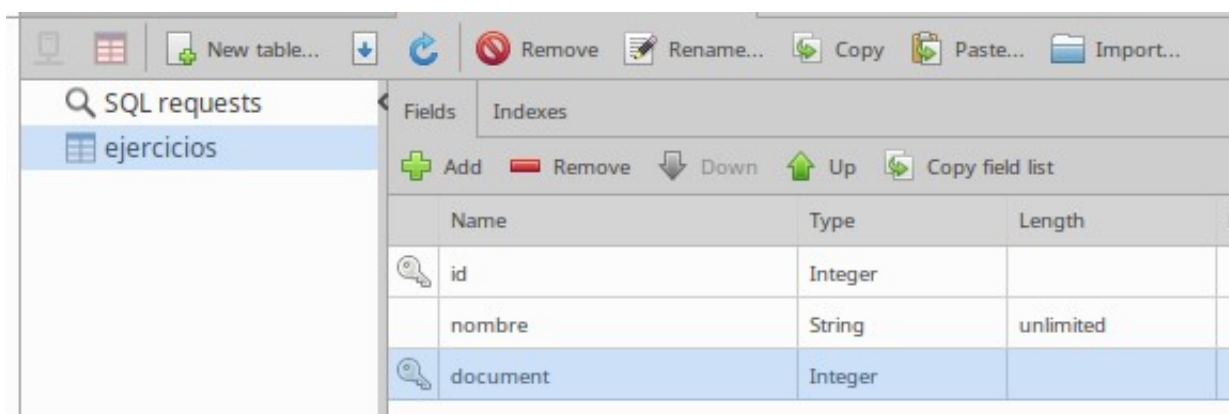 New table... Remove Rename... Copy Paste... Import...
SQL requests
ejercicios
Fields Indexes
Add Remove Down Up Copy field list
Name Type Length
id Integer
nombre String unlimited
document Integer